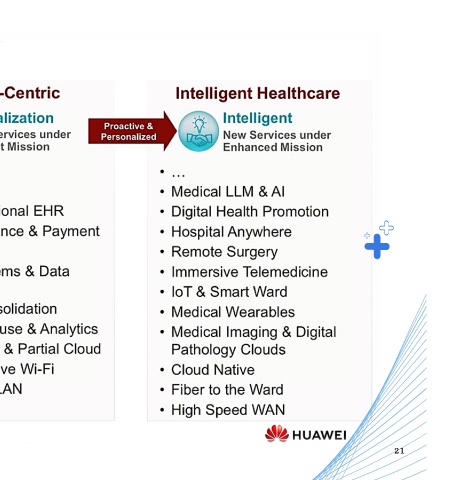 -Centric
alization
ervices under
t Mission
ional EHR
nce & Payment
ms & Data
solidation
use & Analytics
& Partial Cloud
ve Wi-Fi
LAN
Proactive &
Personalized
Intelligent Healthcare
Intelligent
New Services under
Enhanced Mission
• …
• Medical LLM & AI
• Digital Health Promotion
• Hospital Anywhere
• Remote Surgery
• Immersive Telemedicine
• IoT & Smart Ward
• Medical Wearables
• Medical Imaging & Digital
Pathology Clouds
• Cloud Native
• Fiber to the Ward
• High Speed WAN
HUAWEI
21